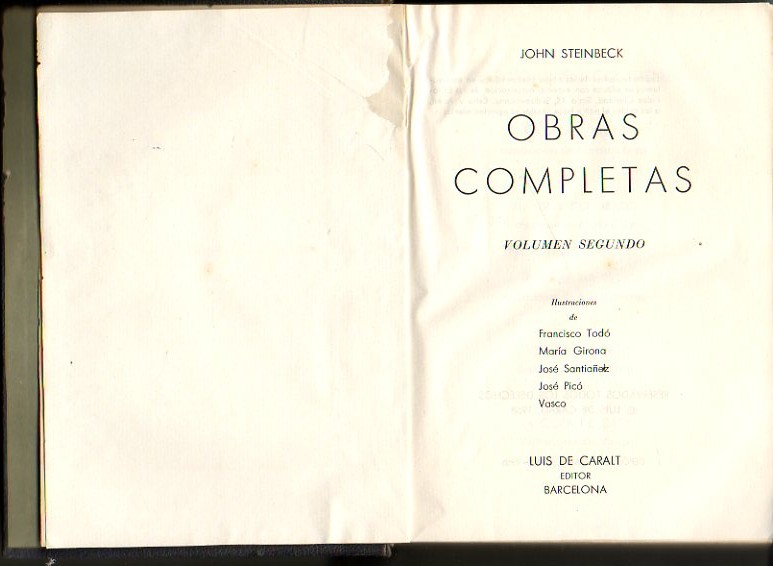 JOHN STEINBECK
OBRAS
COMPLETAS
VOLUMEN SEGUNDO
Ilustraciones
de
Francisco Todó
María Girona
José Santiañez
José Picó
Vasco
LUIS DE CARALT
EDITOR
BARCELONA